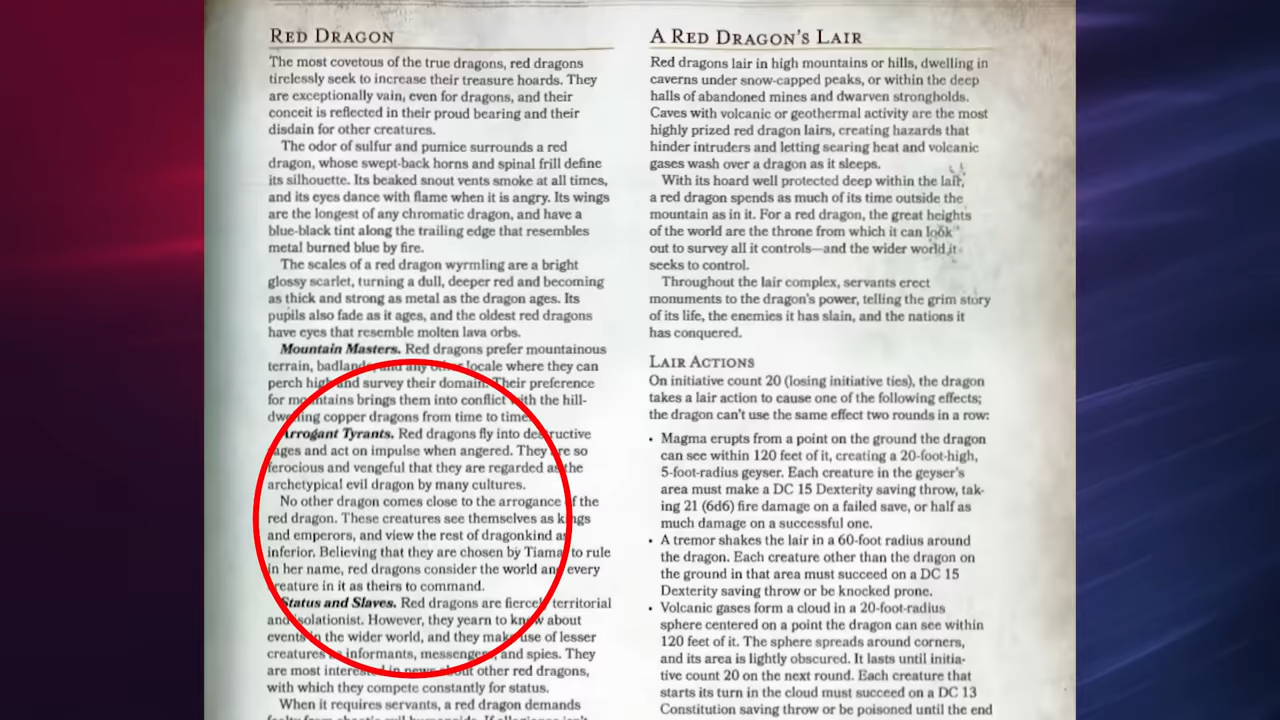 RED DRAGON
The most covetous of the true dragons, red dragons
tirelessly seek to increase their treasure hoards. They
are exceptionally vain, even for dragons, and their
conceit is reflected in their proud bearing and their
disdain for other creatures.
The odor of sulfur and pumice surrounds a red
dragon, whose swept-back horns and spinal frill define
its silhouette. Its beaked snout vents smoke at all times,
and its eyes dance with flame when it is angry. Its wings
are the longest of any chromatic dragon, and have a
blue-black tint along the trailing edge that resembles
metal burned blue by fire.
The scales of a red dragon wyrmling are a bright
glossy scarlet, turning a dull, deeper red and becoming
as thick and strong as metal as the dragon ages. Its
pupils also fade as it ages, and the oldest red dragons
have eyes that resemble molten lava orbs.
Mountain Masters. Red dragons prefer mountainous
terrain, badlands, and any other locale where they can
perch high and survey their domain. Their preference
for mountains brings them into conflict with the hill-
dwelling copper dragons from time to time.
Arrogant Tyrants. Red dragons fly into destructive
rages and act on impulse when angered. They are so
ferocious and vengeful that they are regarded as the
archetypical evil dragon by many cultures.
No other dragon comes close to the arrogance of the
red dragon. These creatures see themselves as kings
and emperors, and view the rest of dragonkind as
inferior. Believing that they are chosen by Tiamat to rule
in her name, red dragons consider the world and every
creature in it as theirs to command.
Status and Slaves. Red dragons are fiercely territorial
and isolationist. However, they yearn to know about
events in the wider world, and they make use of lesser
creatures as informants, messengers, and spies. They
are most interested in news about other red dragons,
with which they compete constantly for status.
When it requires servants, a red dragon demands
A RED DRAGON'S LAIR
Red dragons lair in high mountains or hills, dwelling in
caverns under snow-capped peaks, or within the deep
halls of abandoned mines and dwarven strongholds.
Caves with volcanic or geothermal activity are the most
highly prized red dragon lairs, creating hazards that
hinder intruders and letting searing heat and volcanic
gases wash over a dragon as it sleeps.
With its hoard well protected deep within the lair,
a red dragon spends as much of its time outside the
mountain as in it. For a red dragon, the great heights
of the world are the throne from which it can look
out to survey all it controls—and the wider world it
seeks to control.
Throughout the lair complex, servants erect
monuments to the dragon's power, telling the grim story
of its life, the enemies it has slain, and the nations it
has conquered.
LAIR ACTIONS
On initiative count 20 (losing initiative ties), the dragon
takes a lair action to cause one of the following effects;
the dragon can't use the same effect two rounds in a row:
• Magma erupts from a point on the ground the dragon
can see within 120 feet of it, creating a 20-foot-high,
5-foot-radius geyser. Each creature in the geyser's
area must make a DC 15 Dexterity saving throw, tak-
ing 21 (6d6) fire damage on a failed save, or half as
much damage on a successful one.
• A tremor shakes the lair in a 60-foot radius around
the dragon. Each creature other than the dragon on
the ground in that area must succeed on a DC 15
Dexterity saving throw or be knocked prone.
• Volcanic gases form a cloud in a 20-foot-radius
sphere centered on a point the dragon can see within
120 feet of it. The sphere spreads around corners,
and its area is lightly obscured. It lasts until initia-
tive count 20 on the next round. Each creature that
starts its turn in the cloud must succeed on a DC 13
Constitution saving throw or be poisoned until the end